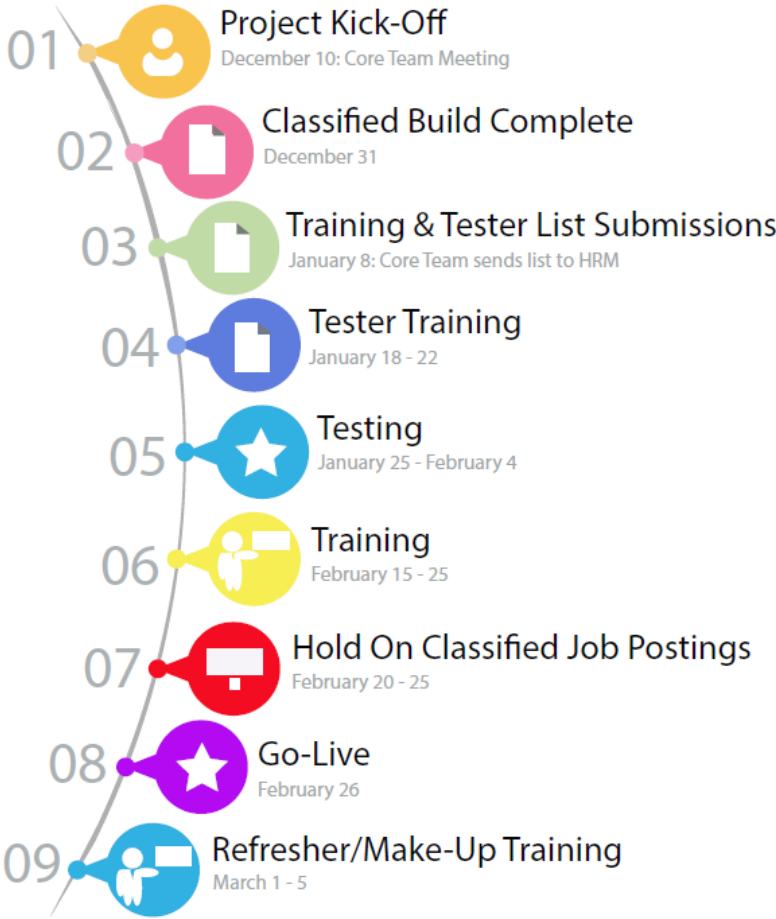 01
Project Kick-Off
December 10: Core Team Meeting
02
Classified Build Complete
December 31
03
Training & Tester List Submissions
January 8: Core Team sends list to HRM
04
Tester Training
January 18 - 22
05
Testing
January 25 - February 4
06
Training
February 15 - 25
07
Hold On Classified Job Postings
February 20 - 25
08
Go-Live
February 26
09
Refresher/Make-Up Training
March 1 - 5